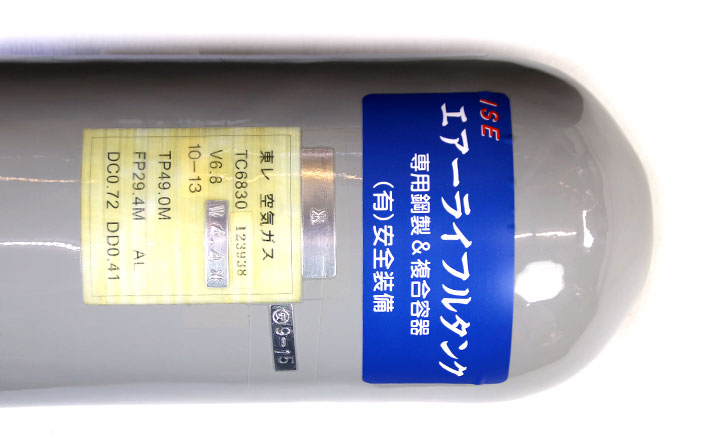 ISE
エアーライフルタンク
専用鋼製&複合容器
(有)安全装備
東レ 空気ガス
TC6830 123938
V6.8
10-13
TP49.0M
FP29.4M AL
DC0.72 DD0.41
9-15